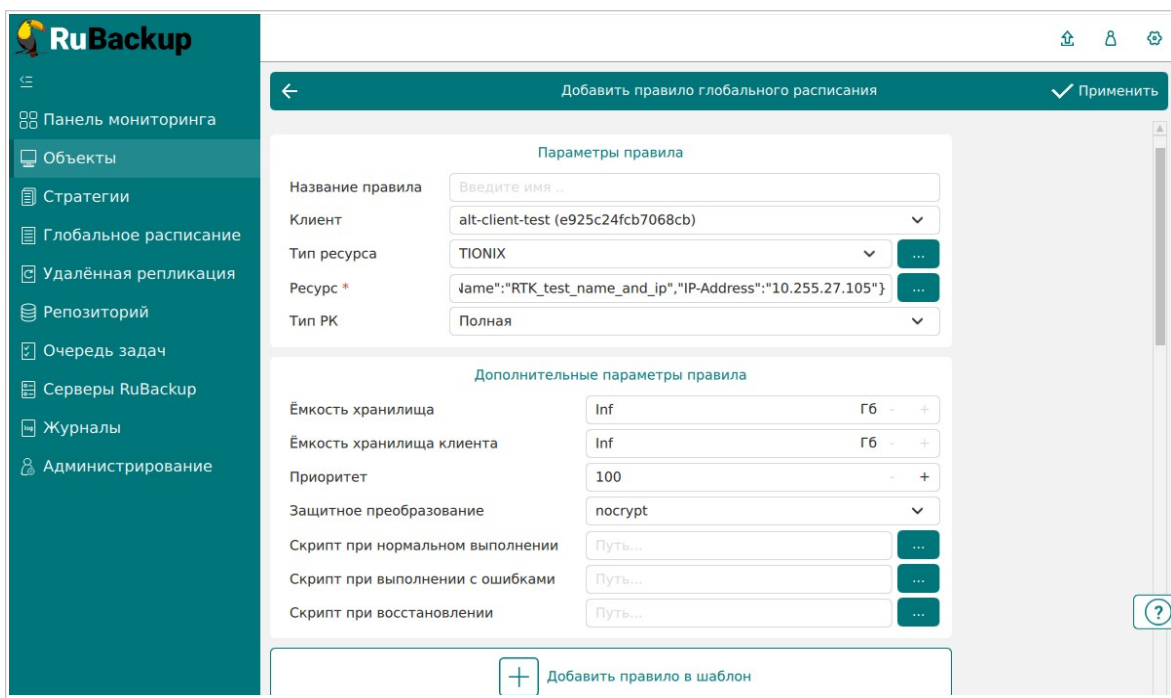 RuBackup
Добавить правило глобального расписания
Применить
Панель мониторинга
Объекты
Стратегии
Глобальное расписание
Удалённая репликация
Репозиторий
Очередь задач
Серверы RuBackup
Журналы
Администрирование
Параметры правила
Название правила Введите имя ..
Клиент alt-client-test (e925c24fcb7068cb)
Тип ресурса TIONIX ...
Ресурс * Name":"RTK_test_name_and_ip","IP-Address":"10.255.27.105"} ...
Тип РК Полная
Дополнительные параметры правила
Ёмкость хранилища Inf Гб - +
Ёмкость хранилища клиента Inf Гб - +
Приоритет 100 - +
Защитное преобразование nocrypt
Скрипт при нормальном выполнении Путь... ...
Скрипт при выполнении с ошибками Путь... ...
Скрипт при восстановлении Путь... ...
?
+ Добавить правило в шаблон